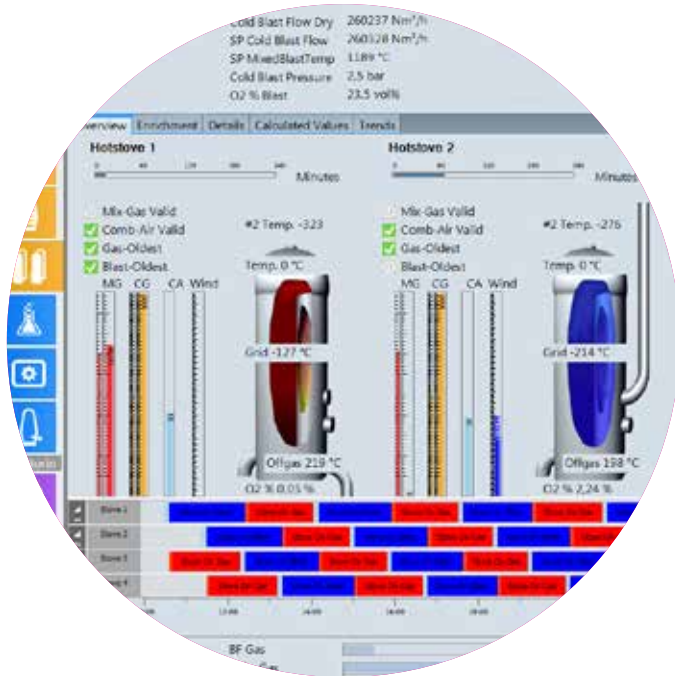 Cold Blast Flow Dry 260237 Nm³/h
SP Cold Blast Flow 260328 Nm³/h
SP MixedBlastTemp 1189 °C
Cold Blast Pressure 2,5 bar
O2 % Blast 23,5 vol%
Overview Enrichment Details Calculated Values Trends
Hotstove 1 Hotstove 2
Minutes Minutes
Mix-Gas Valid Mix-Gas Valid
Comb-Air Valid #2 Temp. -323 Comb-Air Valid #2 Temp. -276
Gas-Oldest Gas-Oldest
Blast-Oldest Temp. 0 °C Blast-Oldest Temp. 0 °C
MG CG CA Wind MG CG CA Wind
Grid -127 °C Grid -214 °C
Offgas 219 °C Offgas 198 °C
O2 % 0,05 % O2 % 2,24 %
Stove 1
Stove 2
Stove 3
BF Gas
Gas